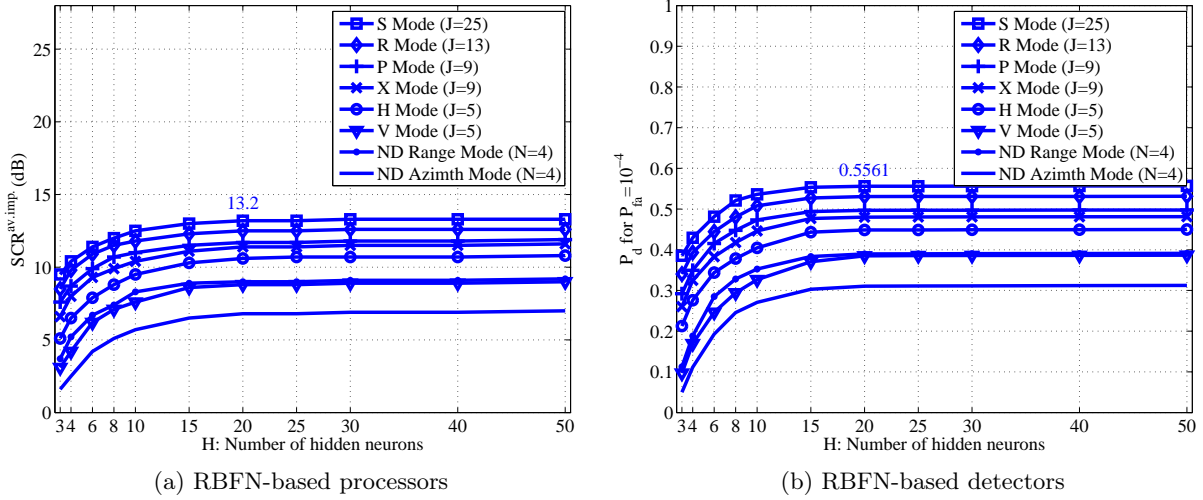 25
20
15
10
5
0
SCR^av.imp. (dB)
S Mode (J=25)
R Mode (J=13)
P Mode (J=9)
X Mode (J=9)
H Mode (J=5)
V Mode (J=5)
ND Range Mode (N=4)
ND Azimth Mode (N=4)
13.2
3 4 6 8 10 15 20 25 30 40 50
H: Number of hidden neurons
(a) RBFN-based processors
1
0.9
0.8
0.7
0.6
0.5
0.4
0.3
0.2
0.1
0
P_d for P_fa=10^-4
S Mode (J=25)
R Mode (J=13)
P Mode (J=9)
X Mode (J=9)
H Mode (J=5)
V Mode (J=5)
ND Range Mode (N=4)
ND Azimth Mode (N=4)
0.5561
3 4 6 8 10 15 20 25 30 40 50
H: Number of hidden neurons
(b) RBFN-based detectors